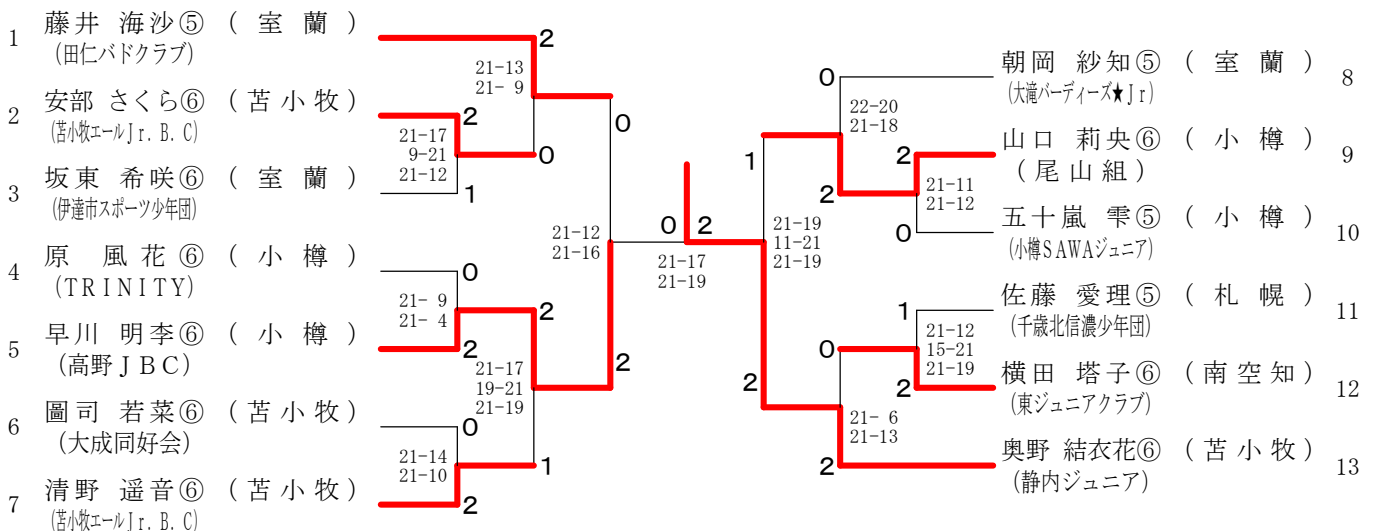 1 藤井 海沙⑤ （ 室 蘭 ）
(田仁バドクラブ)
2 安部 さくら⑥ （苫小牧）
(苫小牧エールJr.B.C)
3 坂東 希咲⑥ （ 室 蘭 ）
(伊達市スポーツ少年団)
4 原 風花⑥ （ 小 樽 ）
(TRINITY)
5 早川 明李⑥ （ 小 樽 ）
(高野JBC)
6 圖司 若菜⑥ （苫小牧）
(大成同好会)
7 清野 遥音⑥ （苫小牧）
(苫小牧エールJr.B.C)
2
21-13
21- 9
0
2
21-17
9-21
21-12
1
0
21-12
21-16
2
0
21- 9
21- 4
2
2
21-17
19-21
21-19
1
0
21-14
21-10
2
0 2
21-17
21-19
1
21-19
11-21
21-19
2
0
22-20
21-18
2
2
21-11
21-12
0
1
21-12
15-21
21-19
2
0
21- 6
21-13
2
朝岡 紗知⑤ （ 室 蘭 ） 8
(大滝バーディーズ★Jr)
山口 莉央⑥ （ 小 樽 ） 9
(尾山組)
五十嵐 雫⑤ （ 小 樽 ） 10
(小樽SAWAジュニア)
佐藤 愛理⑤ （ 札 幌 ） 11
(千歳北信濃少年団)
横田 塔子⑥ （南空知） 12
(東ジュニアクラブ)
奥野 結衣花⑥ （苫小牧） 13
(静内ジュニア)